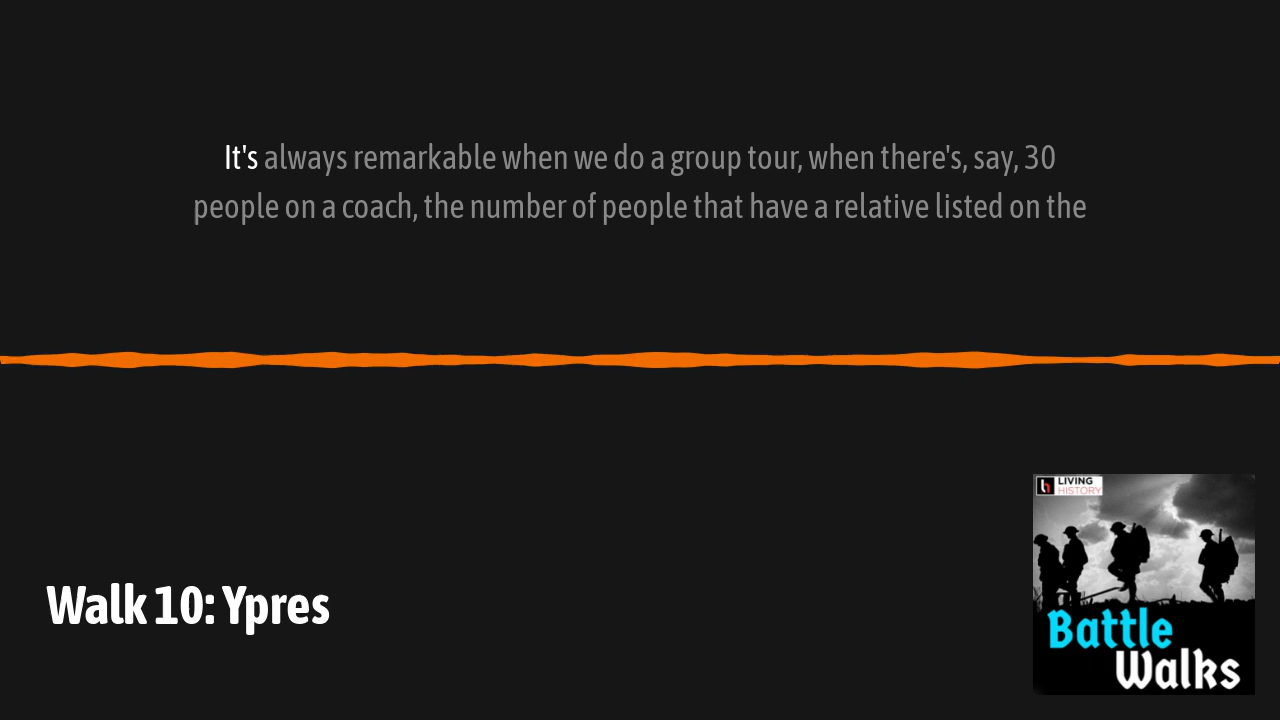 It's always remarkable when we do a group tour, when there's, say, 30
people on a coach, the number of people that have a relative listed on the
Walk 10: Ypres
LIVING
HISTORY
Battle
Walks